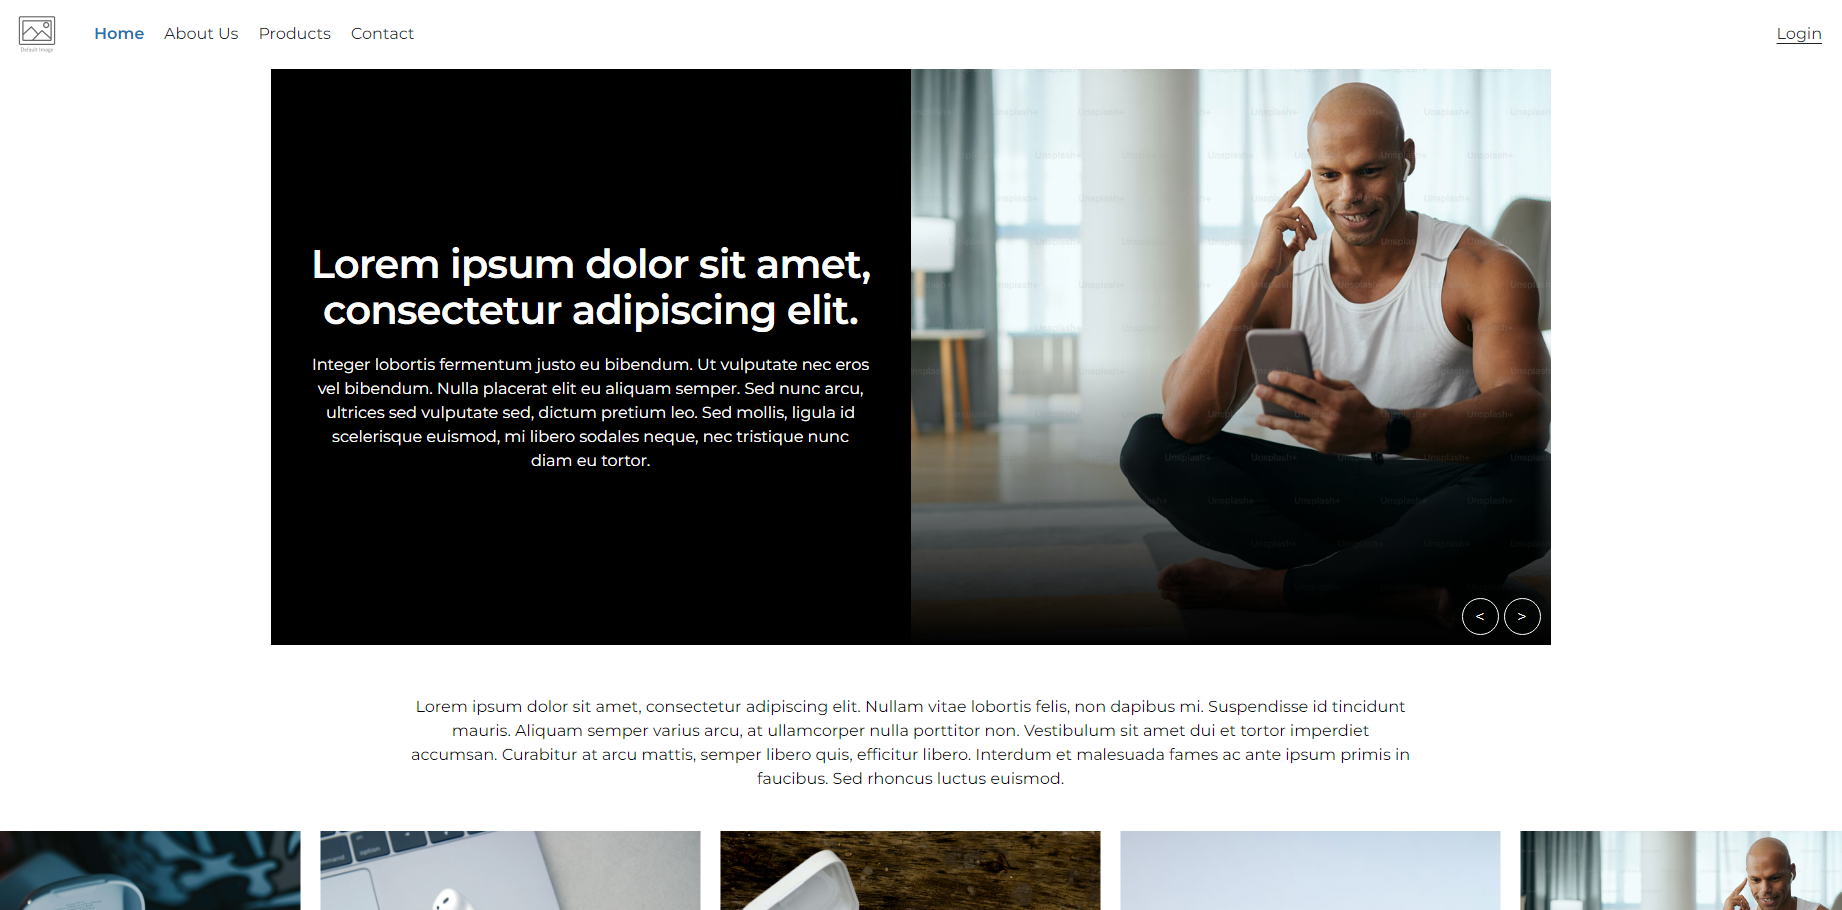 Default Image
Home
About Us
Products
Contact
Login
Lorem ipsum dolor sit amet,
consectetur adipiscing elit.
Integer lobortis fermentum justo eu bibendum. Ut vulputate nec eros
vel bibendum. Nulla placerat elit eu aliquam semper. Sed nunc arcu,
ultrices sed vulputate sed, dictum pretium leo. Sed mollis, ligula id
scelerisque euismod, mi libero sodales neque, nec tristique nunc
diam eu tortor.
Unsplash+
< >
Lorem ipsum dolor sit amet, consectetur adipiscing elit. Nullam vitae lobortis felis, non dapibus mi. Suspendisse id tincidunt
mauris. Aliquam semper varius arcu, at ullamcorper nulla porttitor non. Vestibulum sit amet dui et tortor imperdiet
accumsan. Curabitur at arcu mattis, semper libero quis, efficitur libero. Interdum et malesuada fames ac ante ipsum primis in
faucibus. Sed rhoncus luctus euismod.
command
option